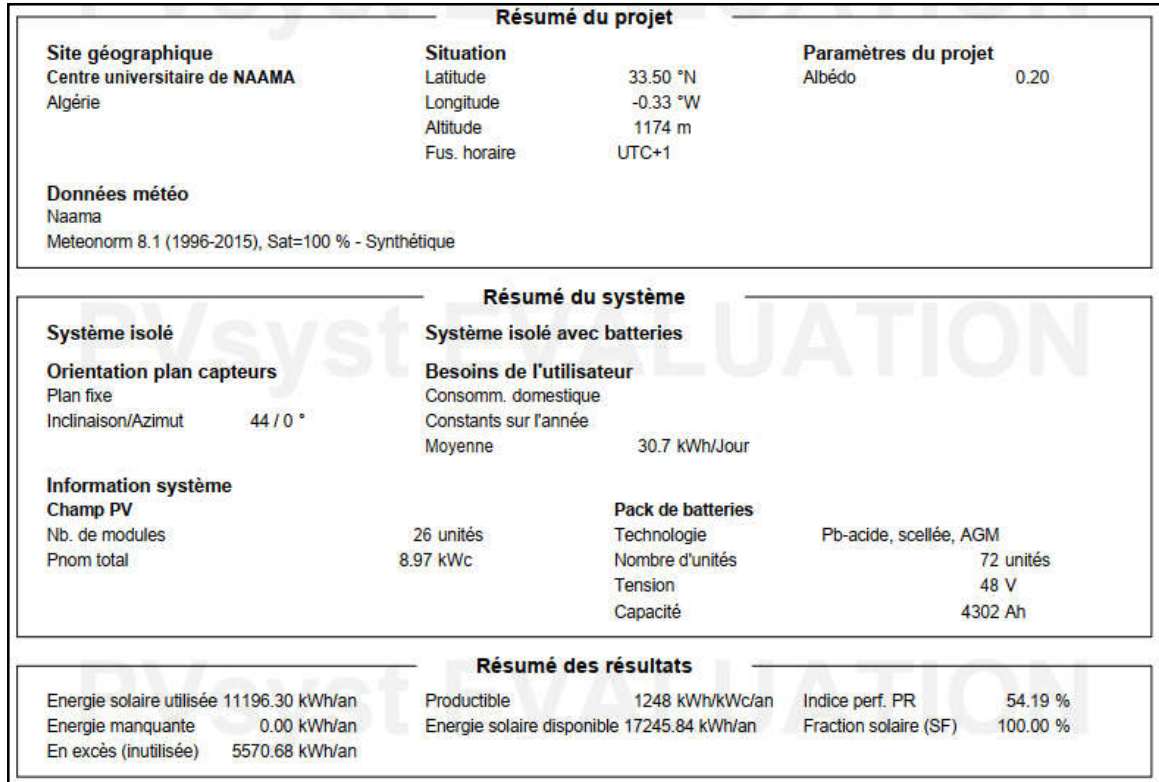 Résumé du projet
Site géographique Situation Paramètres du projet
Centre universitaire de NAAMA Latitude 33.50 °N Albédo 0.20
Algérie Longitude -0.33 °W
Altitude 1174 m
Fus. horaire UTC+1
Données météo
Naama
Meteonorm 8.1 (1996-2015), Sat=100 % - Synthétique
PVsyst EVALUATION
Résumé du système
Système isolé Système isolé avec batteries
Orientation plan capteurs Besoins de l'utilisateur
Plan fixe Consomm. domestique
Inclinaison/Azimut 44 / 0 ° Constants sur l'année
Moyenne 30.7 kWh/Jour
Information système
Champ PV Pack de batteries
Nb. de modules 26 unités Technologie Pb-acide, scellée, AGM
Pnom total 8.97 kWc Nombre d'unités 72 unités
Tension 48 V
Capacité 4302 Ah
PVsyst EVALUATION
Résumé des résultats
Energie solaire utilisée 11196.30 kWh/an Productible 1248 kWh/kWc/an Indice perf. PR 54.19 %
Energie manquante 0.00 kWh/an Energie solaire disponible 17245.84 kWh/an Fraction solaire (SF) 100.00 %
En excès (inutilisée) 5570.68 kWh/an